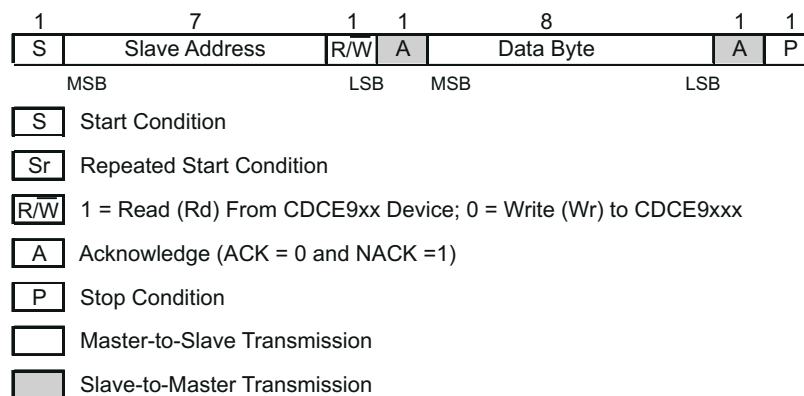 1 7 1 1 8 1 1
S Slave Address R/W̅ A Data Byte A P
MSB LSB MSB LSB
S Start Condition
Sr Repeated Start Condition
R/W̅ 1 = Read (Rd) From CDCE9xx Device; 0 = Write (Wr) to CDCE9xxx
A Acknowledge (ACK = 0 and NACK =1)
P Stop Condition
Master-to-Slave Transmission
Slave-to-Master Transmission